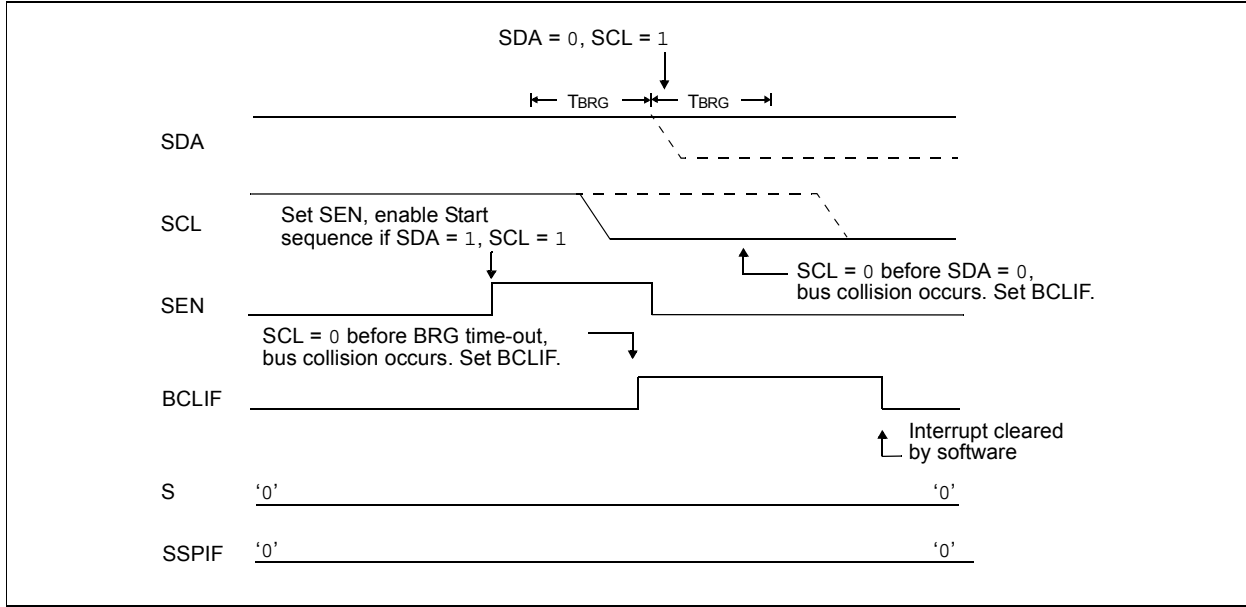 SDA = 0, SCL = 1
TBRG TBRG
SDA
SCL
Set SEN, enable Start
sequence if SDA = 1, SCL = 1
SCL = 0 before SDA = 0,
bus collision occurs. Set BCLIF.
SEN
SCL = 0 before BRG time-out,
bus collision occurs. Set BCLIF.
BCLIF
Interrupt cleared
by software
S ‘0’ ‘0’
SSPIF ‘0’ ‘0’